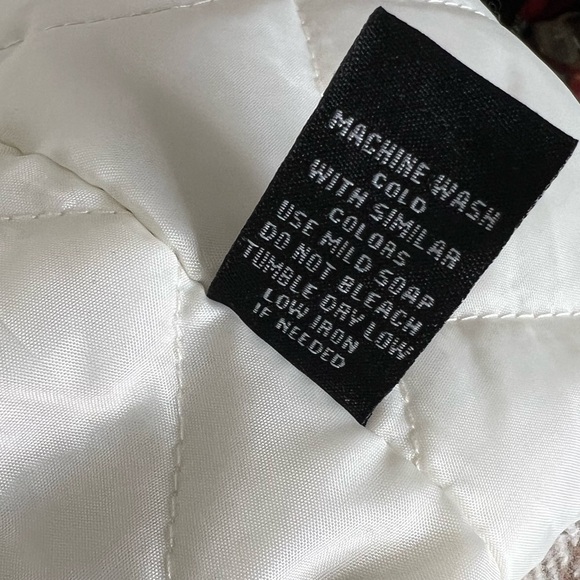 MACHINE WASH
COLD
WITH SIMILAR
COLORS
USE MILD SOAP
DO NOT BLEACH
TUMBLE DRY LOW
LOW IRON
IF NEEDED